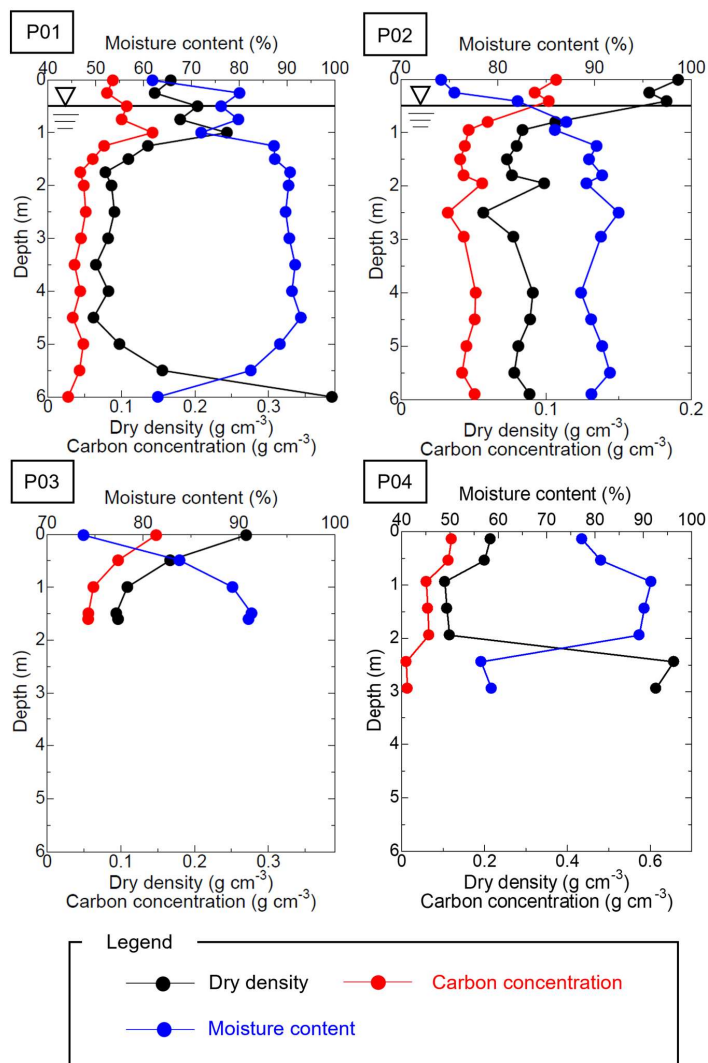 P01
Moisture content (%)
40 50 60 70 80 90 100
0
1
2
3
4
5
6
Depth (m)
0.1 0.2 0.3
Dry density (g cm-3)
Carbon concentration (g cm-3)
P02
Moisture content (%)
70 80 90 100
0
1
2
3
4
5
6
Depth (m)
0 0.1 0.2
Dry density (g cm-3)
Carbon concentration (g cm-3)
P03
Moisture content (%)
70 80 90 100
0
1
2
3
4
5
6
Depth (m)
0 0.1 0.2 0.3
Dry density (g cm-3)
Carbon concentration (g cm-3)
P04
Moisture content (%)
40 50 60 70 80 90 100
0
1
2
3
4
5
6
Depth (m)
0 0.2 0.4 0.6
Dry density (g cm-3)
Carbon concentration (g cm-3)
Legend
Dry density
Carbon concentration
Moisture content